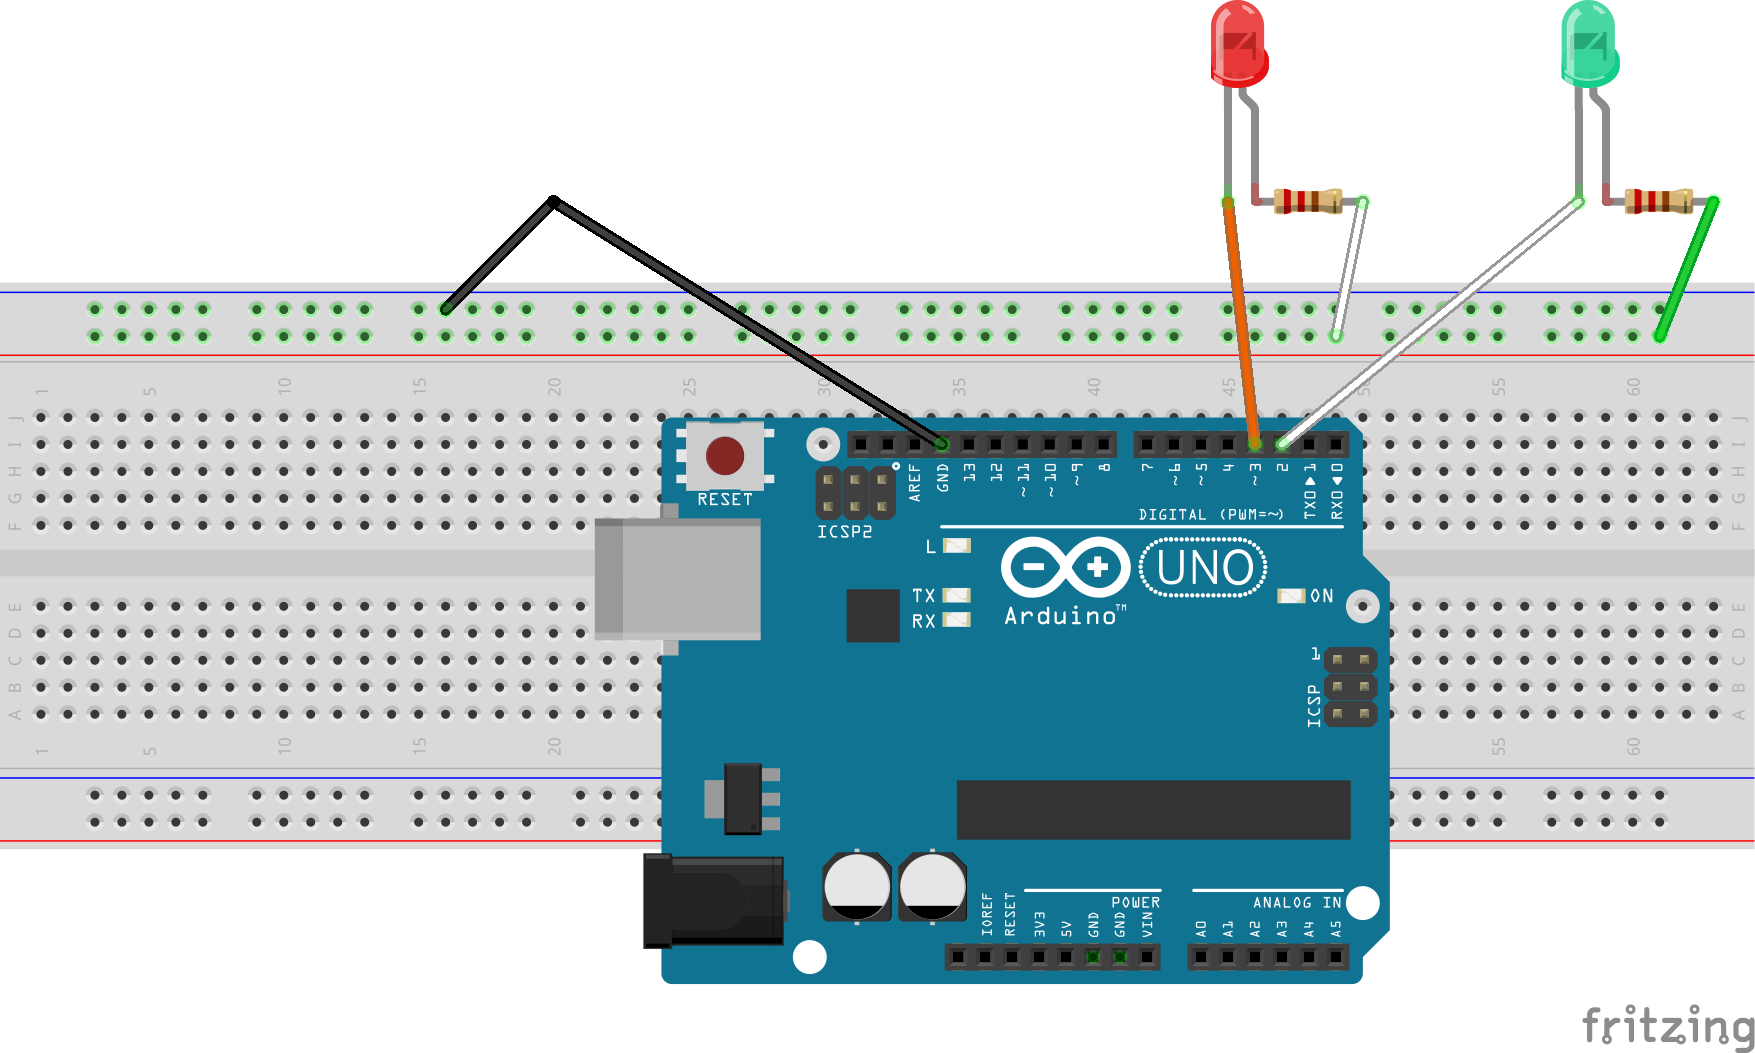 1 5 10 15 20 25 30 35 40 45 50 55 60
J J
I I
H H
G G
F F
RESET
ICSP2
AREF GND 13 12 ~11 ~10 ~9 8 7 ~6 ~5 4 ~3 2 TX0▶1 RX0◀0
DIGITAL (PWM=~)
L
TX
RX
UNO
Arduino™
ON
1
ICSP
E E
D D
C C
B B
A A
1 5 10 15 20 55 60
IOREF RESET 3V3 5V GND GND VIN A0 A1 A2 A3 A4 A5
POWER
ANALOG IN
fritzing